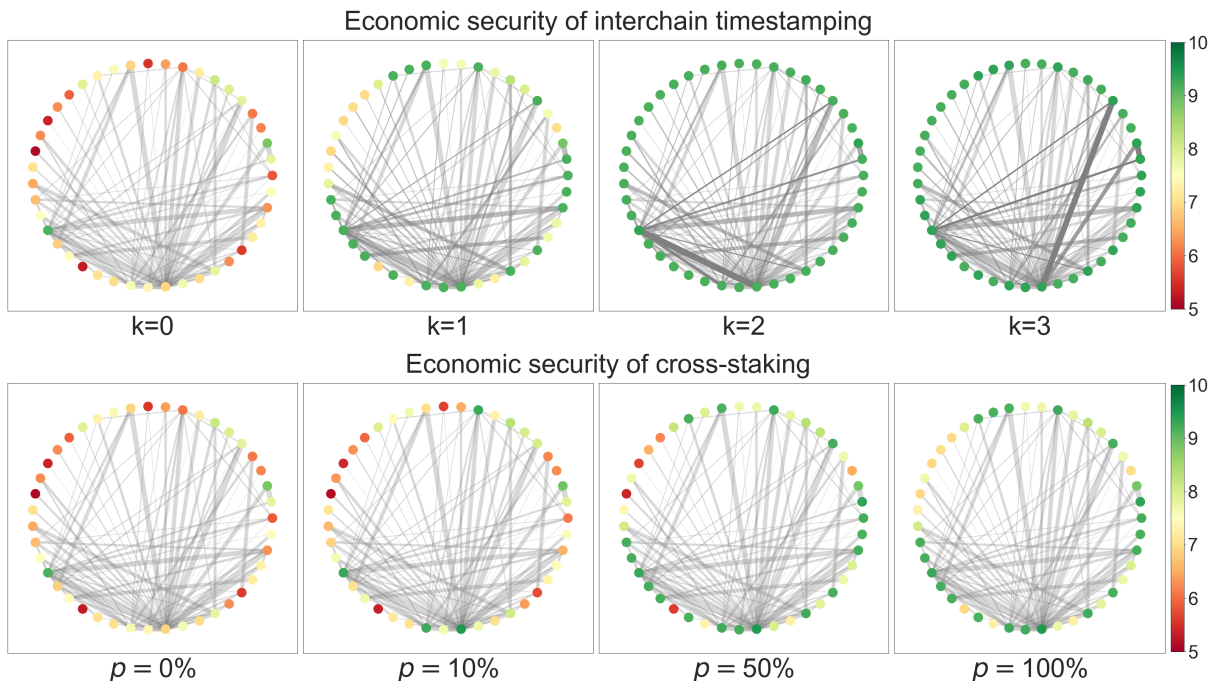 Economic security of interchain timestamping
10
9
8
7
6
5
k=0
k=1
k=2
k=3
Economic security of cross-staking
10
9
8
7
6
5
p = 0%
p = 10%
p = 50%
p = 100%